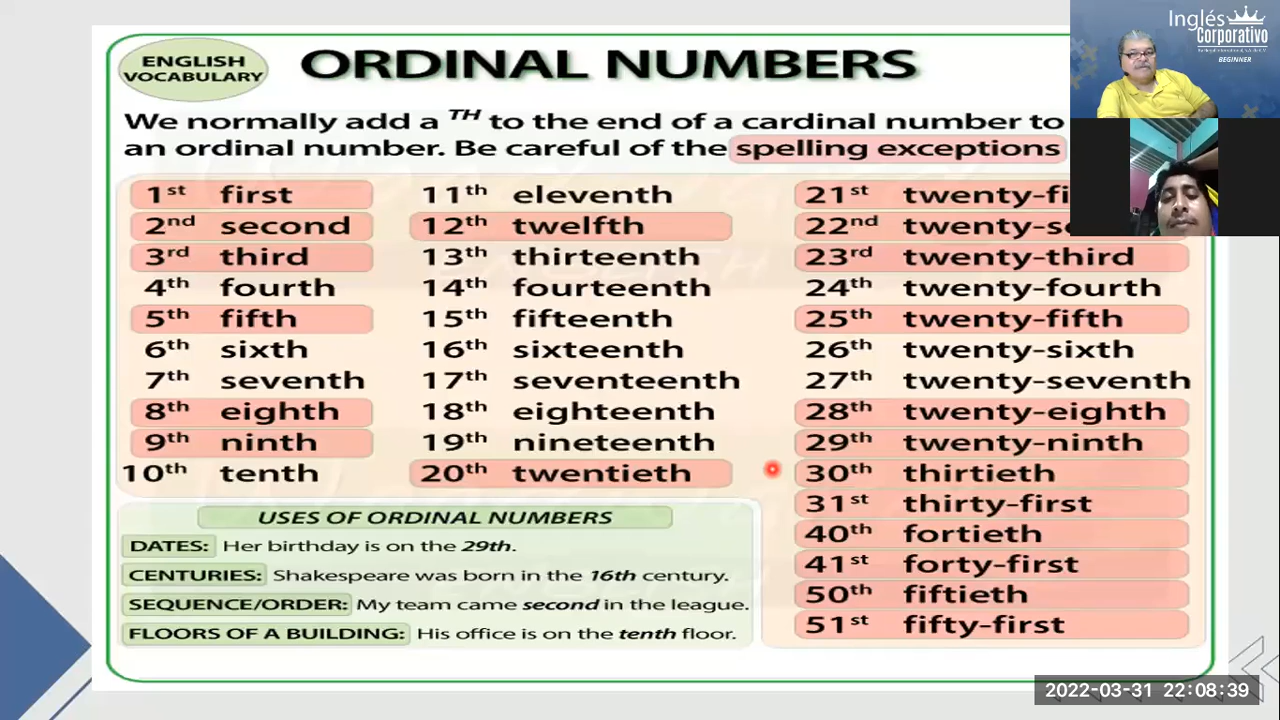 Inglés
Corporativo
BEGINNER
ENGLISH
VOCABULARY
ORDINAL NUMBERS
We normally add a TH to the end of a cardinal number to
an ordinal number. Be careful of the spelling exceptions
1st first
2nd second
3rd third
4th fourth
5th fifth
6th sixth
7th seventh
8th eighth
9th ninth
10th tenth
11th eleventh
12th twelfth
13th thirteenth
14th fourteenth
15th fifteenth
16th sixteenth
17th seventeenth
18th eighteenth
19th nineteenth
20th twentieth
21st twenty-fi
22nd twenty-se
23rd twenty-third
24th twenty-fourth
25th twenty-fifth
26th twenty-sixth
27th twenty-seventh
28th twenty-eighth
29th twenty-ninth
30th thirtieth
31st thirty-first
40th fortieth
41st forty-first
50th fiftieth
51st fifty-first
USES OF ORDINAL NUMBERS
DATES: Her birthday is on the 29th.
CENTURIES: Shakespeare was born in the 16th century.
SEQUENCE/ORDER: My team came second in the league.
FLOORS OF A BUILDING: His office is on the tenth floor.
2022-03-31 22:08:39